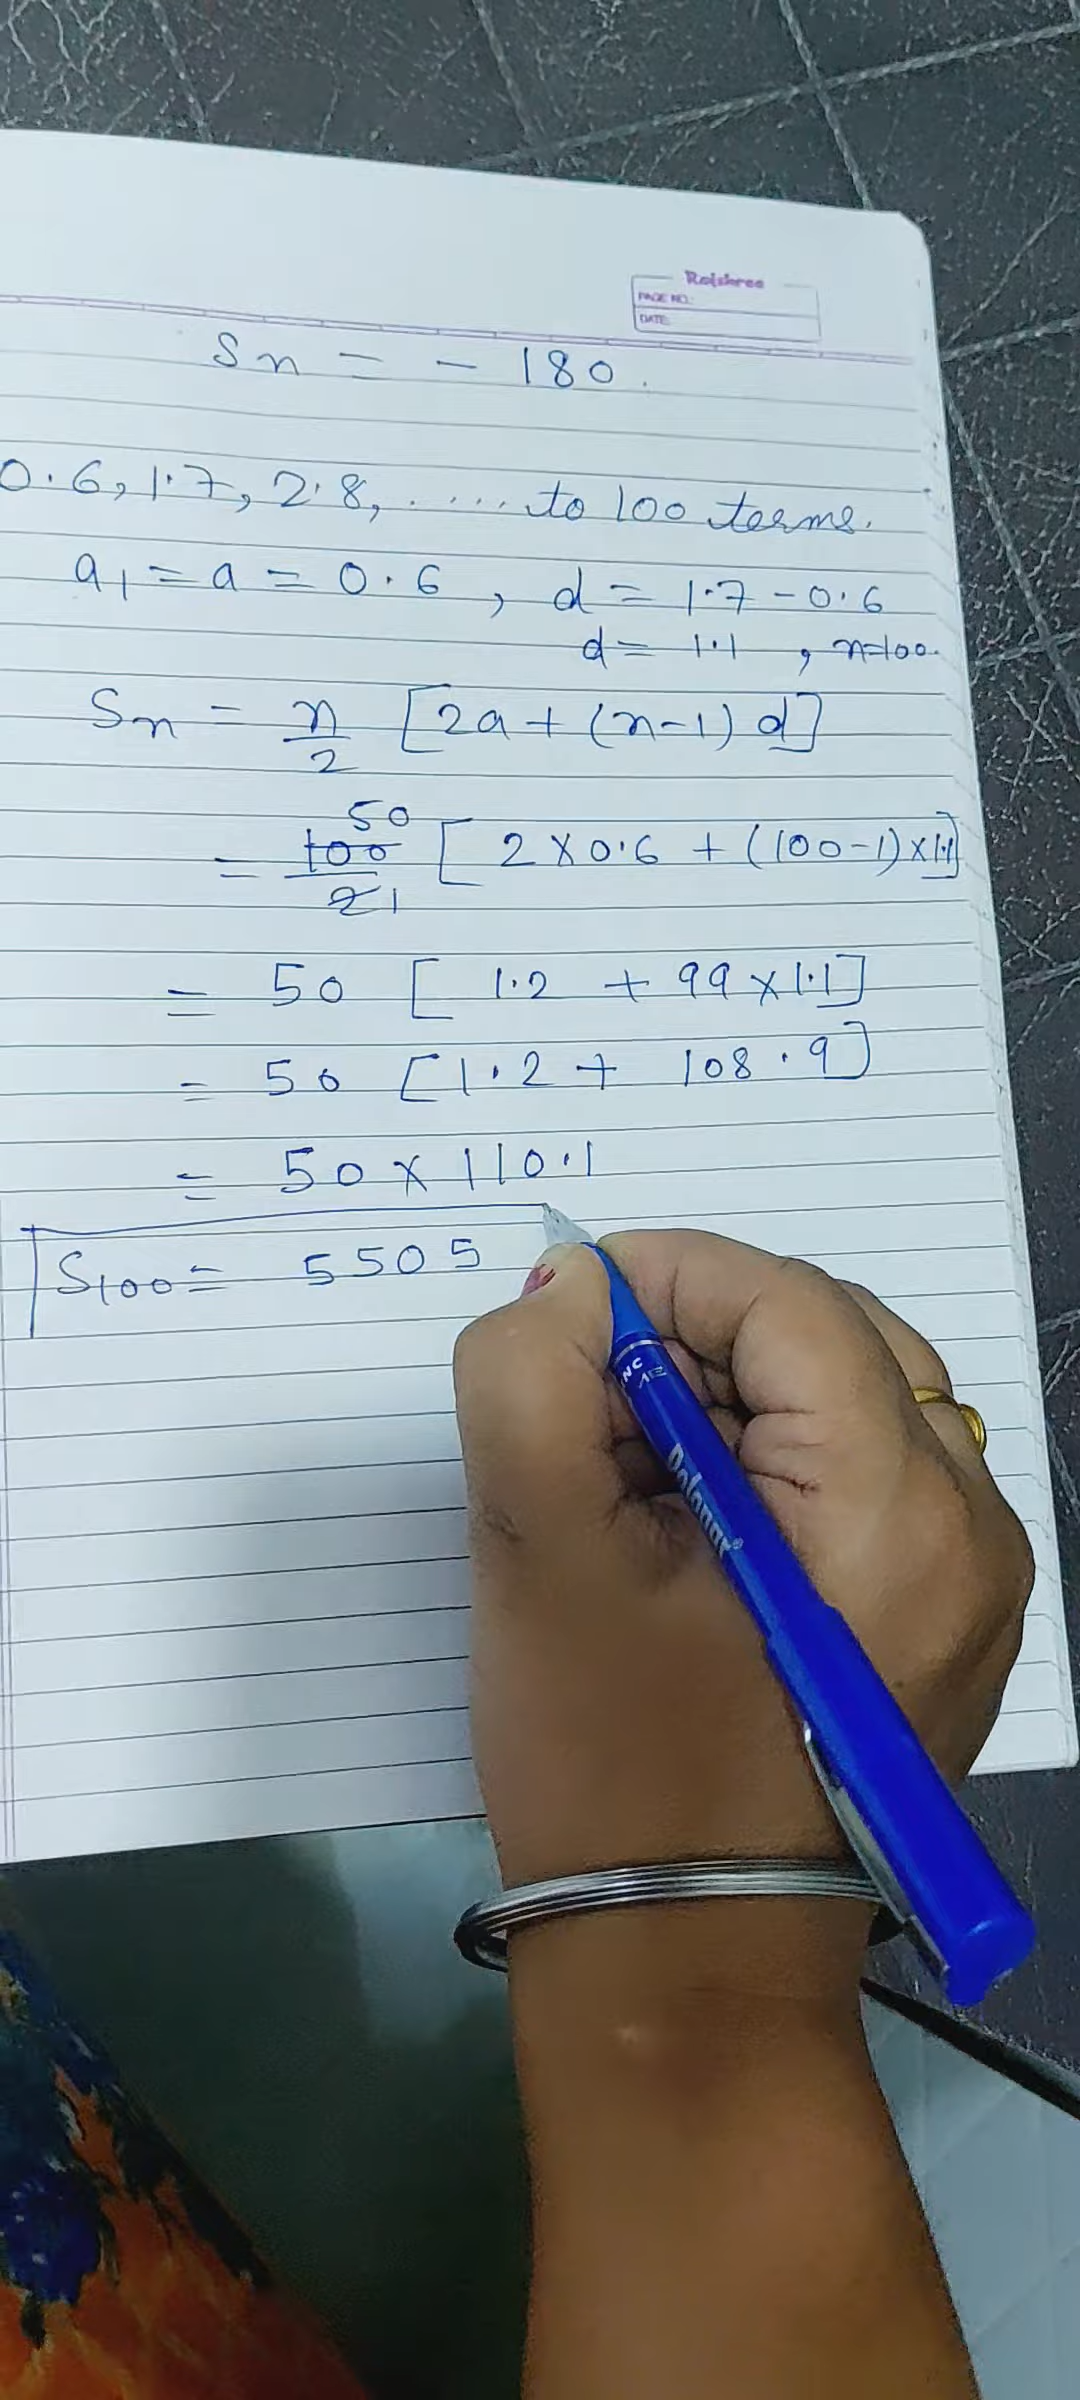 Rajshree
PAGE NO.:
DATE:
Sn = - 180.
0.6, 1.7, 2.8, ..... to 100 terms.
a1 = a = 0.6 , d = 1.7 - 0.6
d = 1.1 , n=100.
Sn = n/2 [2a + (n-1) d]
50
= 100/2 1 [ 2 x 0.6 + (100-1) x 1.1]
= 50 [ 1.2 + 99 x 1.1]
= 50 [1.2 + 108.9]
= 50 x 110.1
S100 = 5505